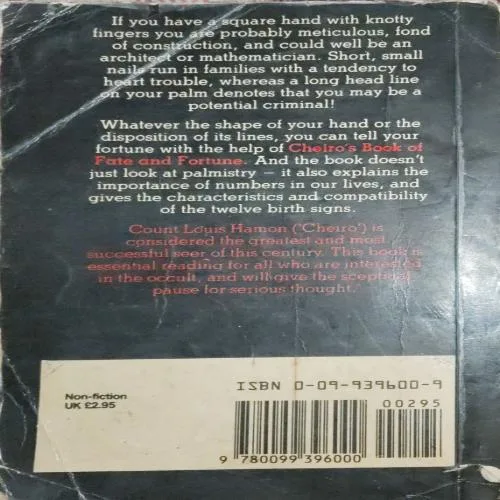 If you have a square hand with knotty
fingers you are probably meticulous, fond
of construction, and could well be an
architect or mathematician. Short, small
nails run in families with a tendency to
heart trouble, whereas a long head line
on your palm denotes that you may be a
potential criminal!
Whatever the shape of your hand or the
disposition of its lines, you can tell your
fortune with the help of Cheiro's Book of
Fate and Fortune. And the book doesn't
just look at palmistry – it also explains the
importance of numbers in our lives, and
gives the characteristics and compatibility
of the twelve birth signs.
Count Louis Hamon ('Cheiro') is
considered the greatest and most
successful seer of this century. This book is
essential reading for all who are interested
in the occult, and will give the sceptical
pause for serious thought.
Non-fiction
UK £2.95
ISBN 0-09-939600-9
00295
9 780099 396000